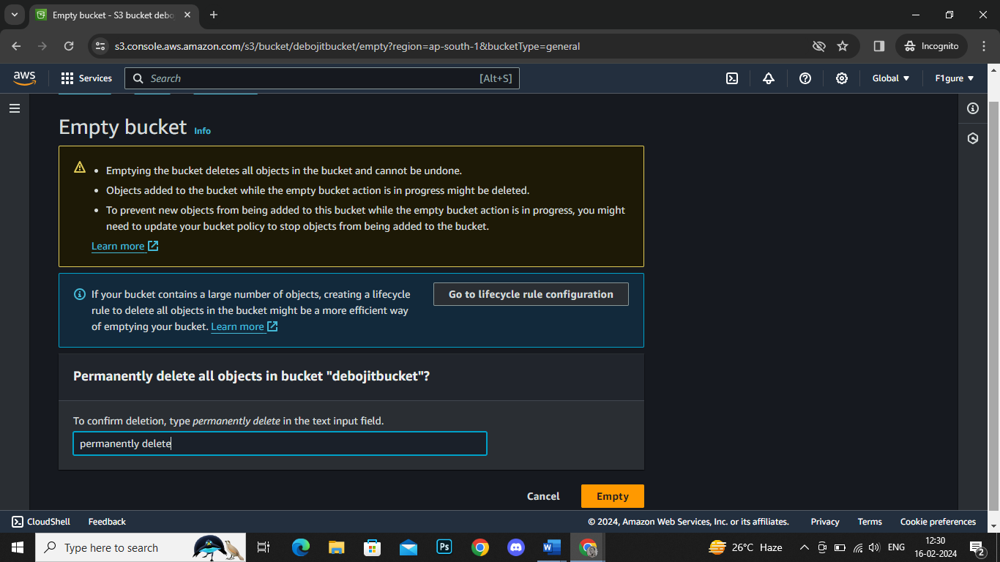 Empty bucket - S3 bucket debo
s3.console.aws.amazon.com/s3/bucket/debojitbucket/empty?region=ap-south-1&bucketType=general
Incognito
aws
Services
Search
[Alt+S]
Global
F1gure
Empty bucket Info
Emptying the bucket deletes all objects in the bucket and cannot be undone.
Objects added to the bucket while the empty bucket action is in progress might be deleted.
To prevent new objects from being added to this bucket while the empty bucket action is in progress, you might
need to update your bucket policy to stop objects from being added to the bucket.
Learn more
If your bucket contains a large number of objects, creating a lifecycle
rule to delete all objects in the bucket might be a more efficient way
of emptying your bucket. Learn more
Go to lifecycle rule configuration
Permanently delete all objects in bucket "debojitbucket"?
To confirm deletion, type permanently delete in the text input field.
permanently delete
Cancel
Empty
CloudShell
Feedback
© 2024, Amazon Web Services, Inc. or its affiliates.
Privacy
Terms
Cookie preferences
Type here to search
Ps
W
26°C Haze
ENG
12:30
16-02-2024
2